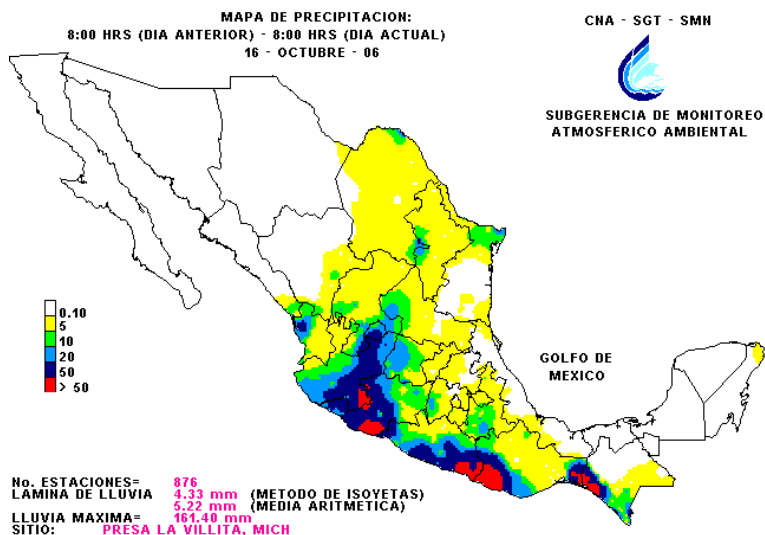 MAPA DE PRECIPITACION:
8:00 HRS (DIA ANTERIOR) - 8:00 HRS (DIA ACTUAL)
16 - OCTUBRE - 06
CNA - SGT - SMN
SUBGERENCIA DE MONITOREO
ATMOSFERICO AMBIENTAL
0.10
5
10
20
50
> 50
GOLFO DE
MEXICO
No. ESTACIONES= 876
LAMINA DE LLUVIA 4.33 mm (METODO DE ISOYETAS)
5.22 mm (MEDIA ARITMETICA)
LLUVIA MAXIMA= 161.40 mm
SITIO: PRESA LA VILLITA, MICH